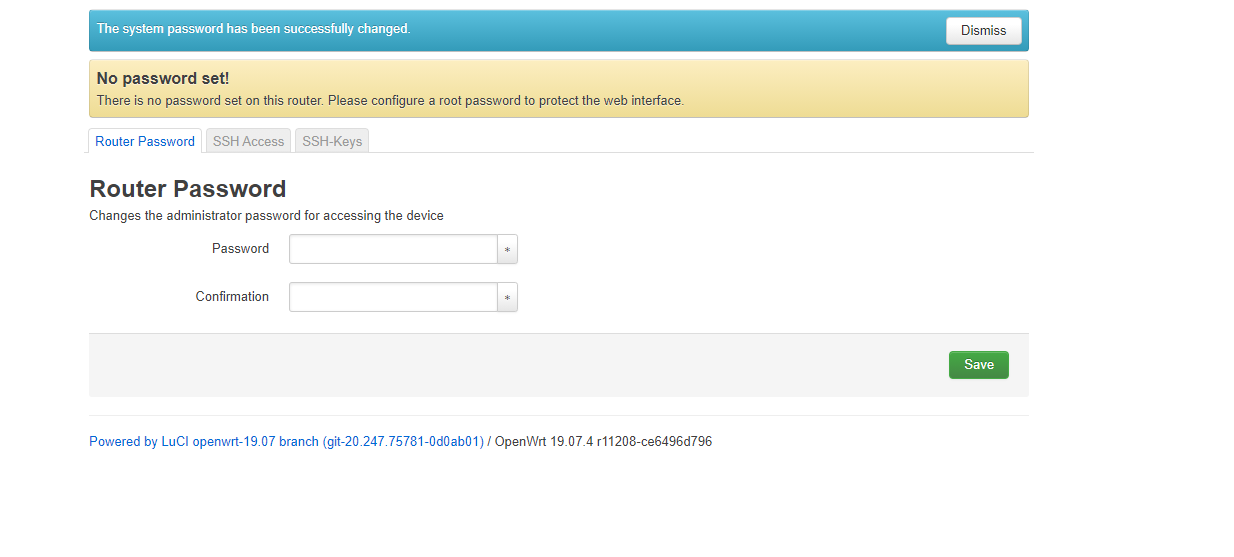 The system password has been successfully changed.
Dismiss
No password set!
There is no password set on this router. Please configure a root password to protect the web interface.
Router Password SSH Access SSH-Keys
Router Password
Changes the administrator password for accessing the device
Password *
Confirmation *
Save
Powered by LuCI openwrt-19.07 branch (git-20.247.75781-0d0ab01) / OpenWrt 19.07.4 r11208-ce6496d796